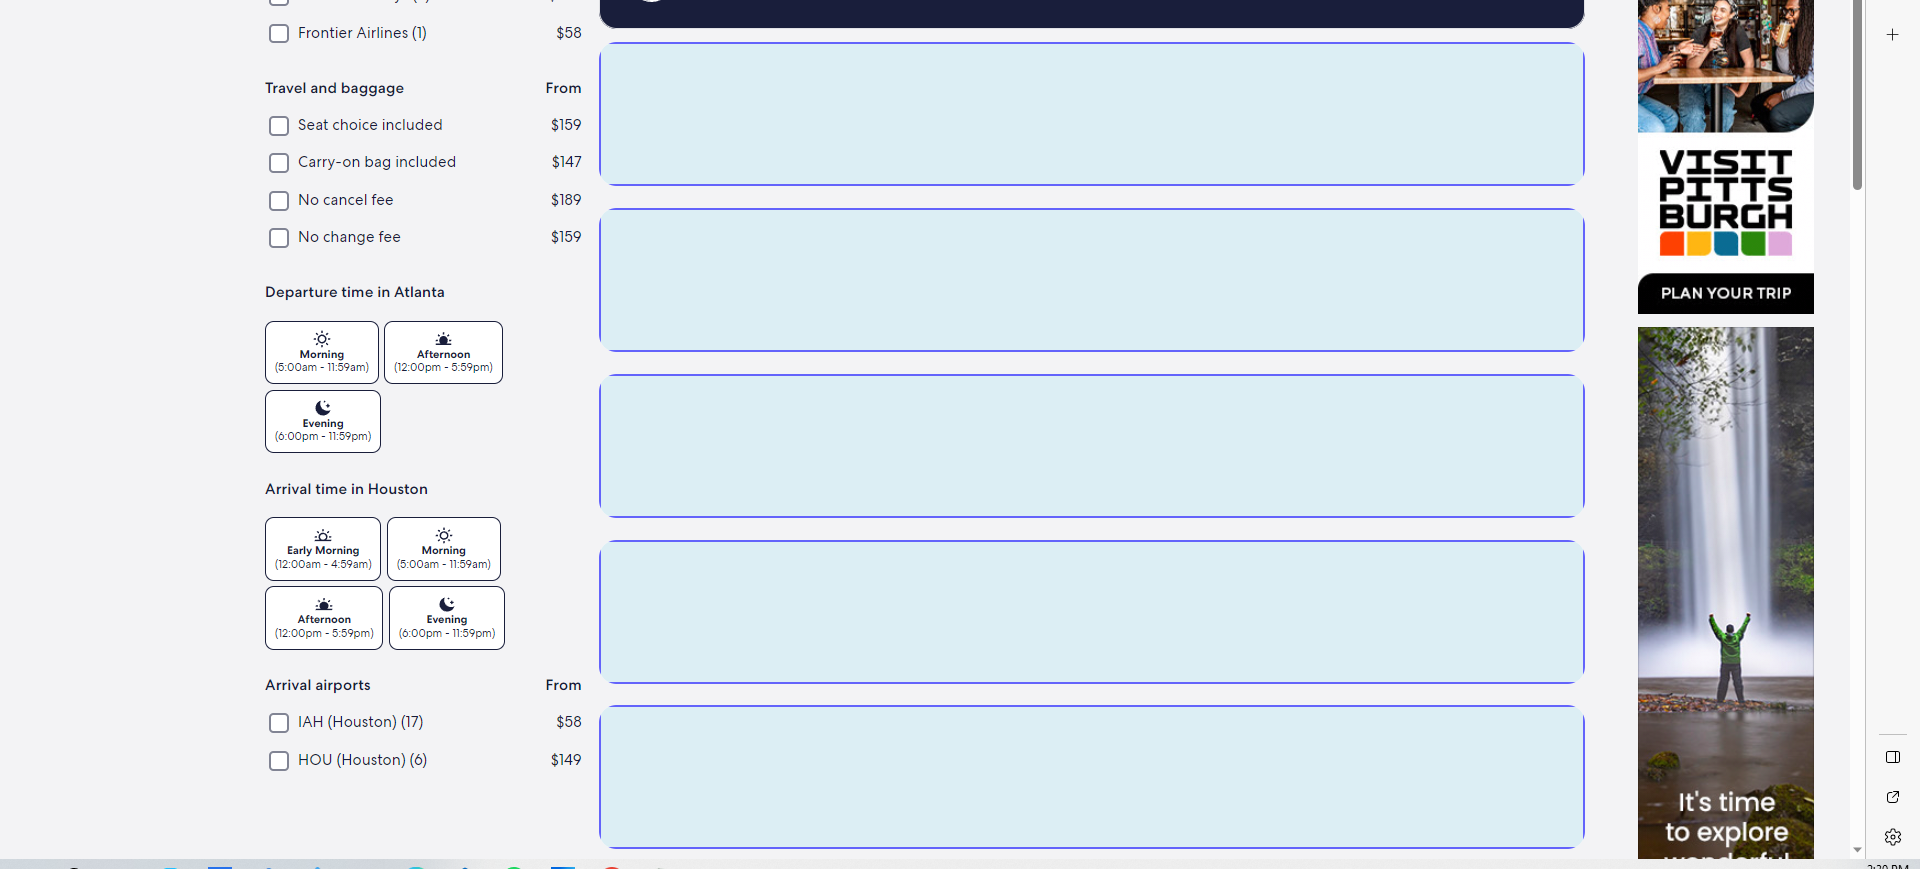 Frontier Airlines (1) $58
Travel and baggage From
Seat choice included $159
Carry-on bag included $147
No cancel fee $189
No change fee $159
Departure time in Atlanta
Morning
(5:00am - 11:59am)
Afternoon
(12:00pm - 5:59pm)
Evening
(6:00pm - 11:59pm)
Arrival time in Houston
Early Morning
(12:00am - 4:59am)
Morning
(5:00am - 11:59am)
Afternoon
(12:00pm - 5:59pm)
Evening
(6:00pm - 11:59pm)
Arrival airports From
IAH (Houston) (17) $58
HOU (Houston) (6) $149
VISIT
PITTS
BURGH
PLAN YOUR TRIP
It's time
to explore